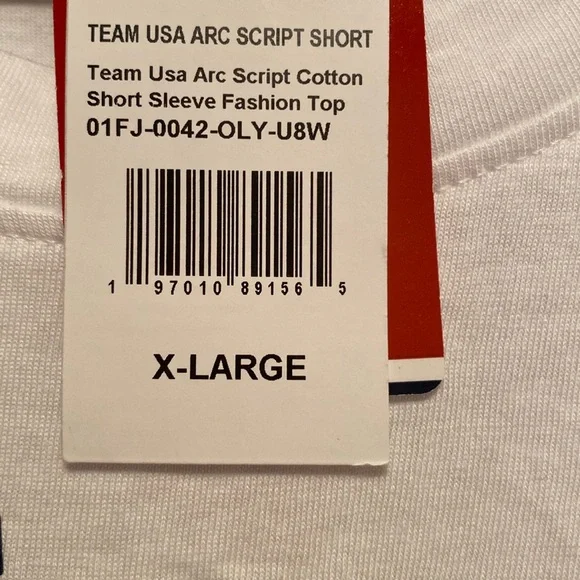 TEAM USA ARC SCRIPT SHORT
Team Usa Arc Script Cotton
Short Sleeve Fashion Top
01FJ-0042-OLY-U8W
1 97010 89156 5
X-LARGE